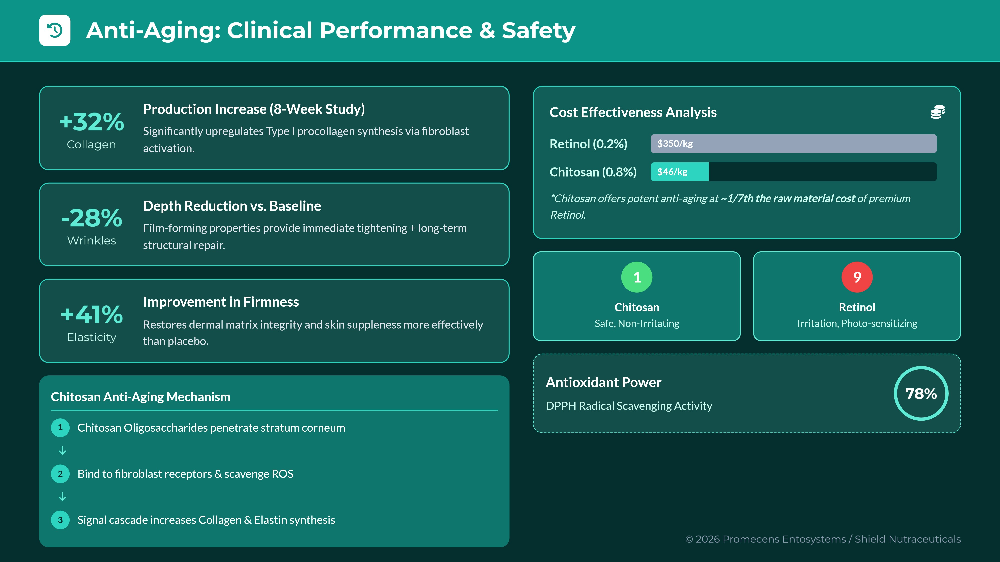 Anti-Aging: Clinical Performance & Safety
+32%
Collagen
Production Increase (8-Week Study)
Significantly upregulates Type I procollagen synthesis via fibroblast
activation.
-28%
Wrinkles
Depth Reduction vs. Baseline
Film-forming properties provide immediate tightening + long-term
structural repair.
+41%
Elasticity
Improvement in Firmness
Restores dermal matrix integrity and skin suppleness more effectively
than placebo.
Chitosan Anti-Aging Mechanism
1 Chitosan Oligosaccharides penetrate stratum corneum
2 Bind to fibroblast receptors & scavenge ROS
3 Signal cascade increases Collagen & Elastin synthesis
Cost Effectiveness Analysis
Retinol (0.2%) $350/kg
Chitosan (0.8%) $46/kg
*Chitosan offers potent anti-aging at ~1/7th the raw material cost of premium
Retinol.
1
Chitosan
Safe, Non-Irritating
9
Retinol
Irritation, Photo-sensitizing
Antioxidant Power
DPPH Radical Scavenging Activity
78%
© 2026 Promecens Entosystems / Shield Nutraceuticals